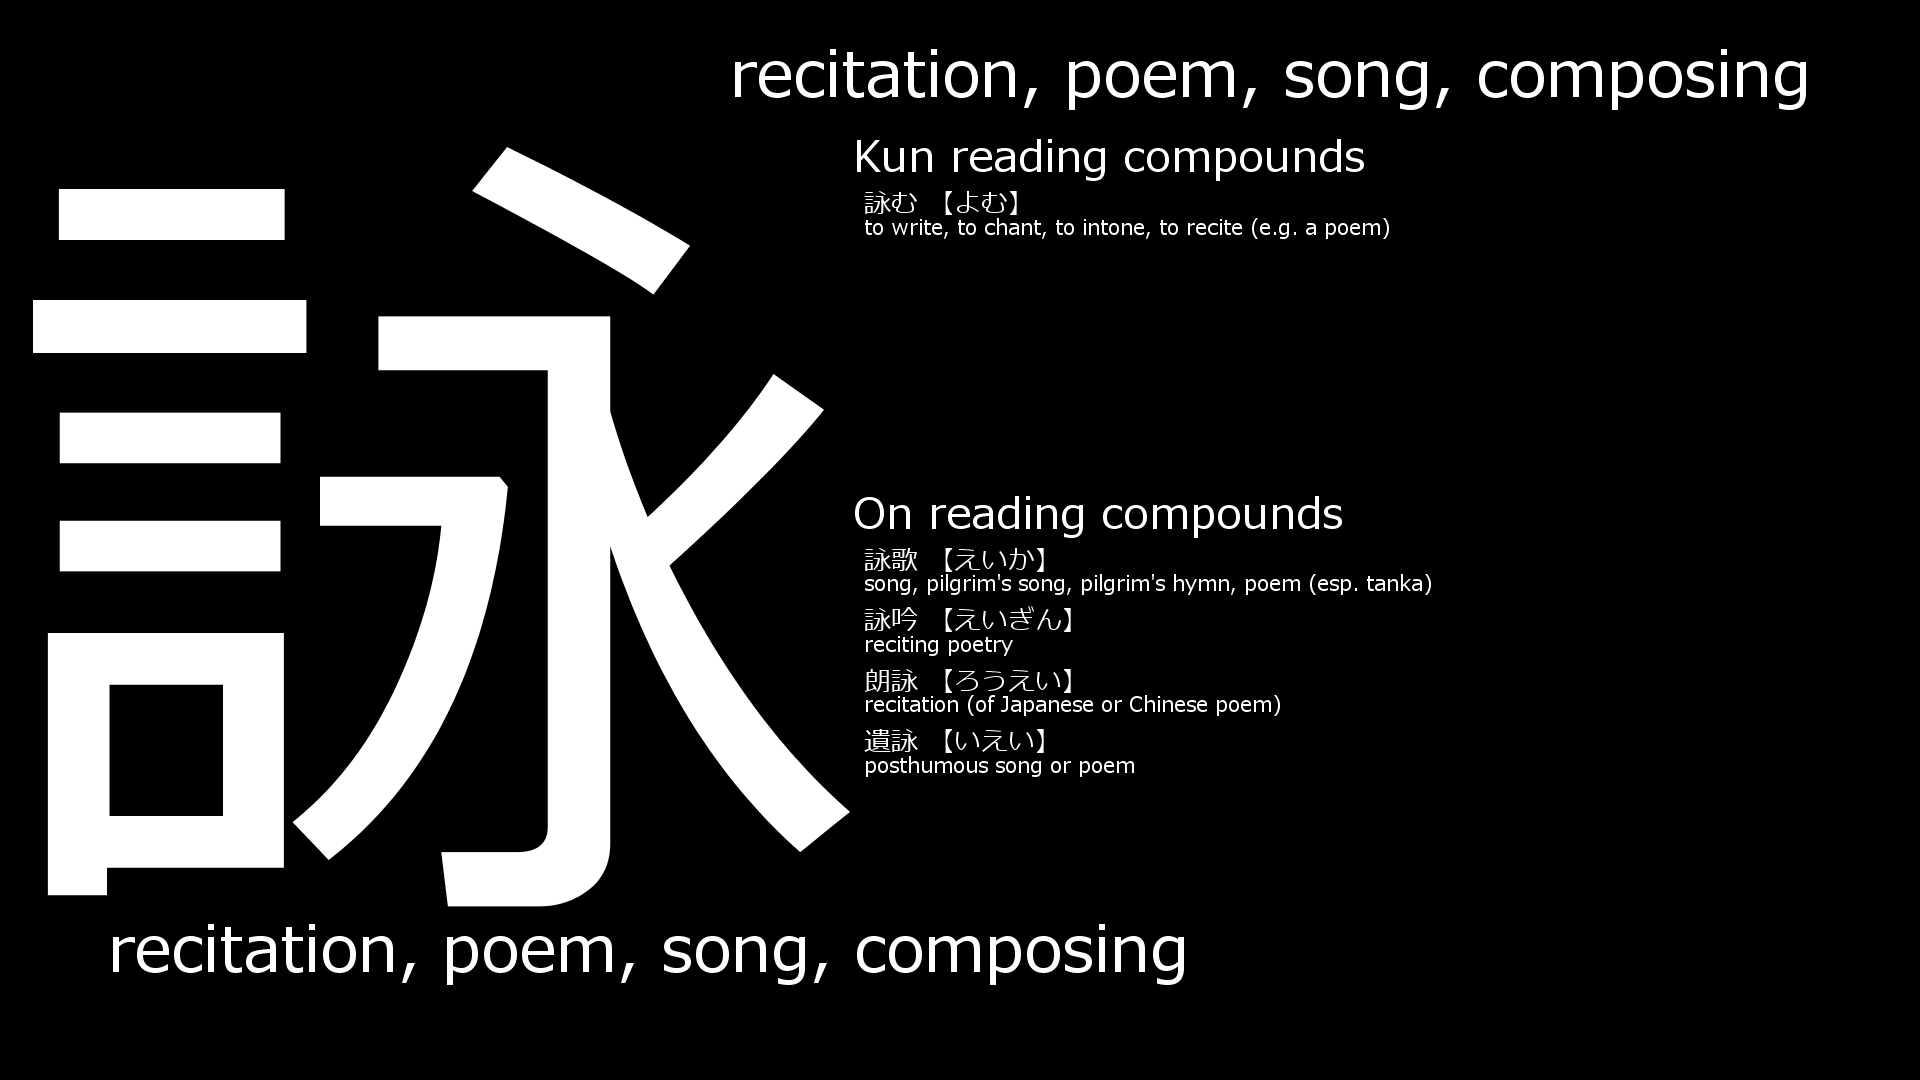 recitation, poem, song, composing
詠
Kun reading compounds
詠む 【よむ】
to write, to chant, to intone, to recite (e.g. a poem)
On reading compounds
詠歌 【えいか】
song, pilgrim's song, pilgrim's hymn, poem (esp. tanka)
詠吟 【えいぎん】
reciting poetry
朗詠 【ろうえい】
recitation (of Japanese or Chinese poem)
遺詠 【いえい】
posthumous song or poem
recitation, poem, song, composing